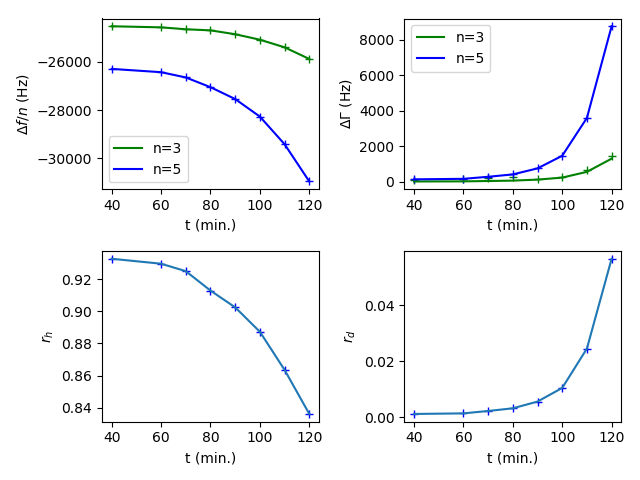 Δf/n (Hz)
−26000
−28000
−30000
n=3
n=5
40 60 80 100 120
t (min.)
ΔΓ (Hz)
8000
6000
4000
2000
0
n=3
n=5
40 60 80 100 120
t (min.)
r_h
0.92
0.90
0.88
0.86
0.84
40 60 80 100 120
t (min.)
r_d
0.04
0.02
0.00
40 60 80 100 120
t (min.)